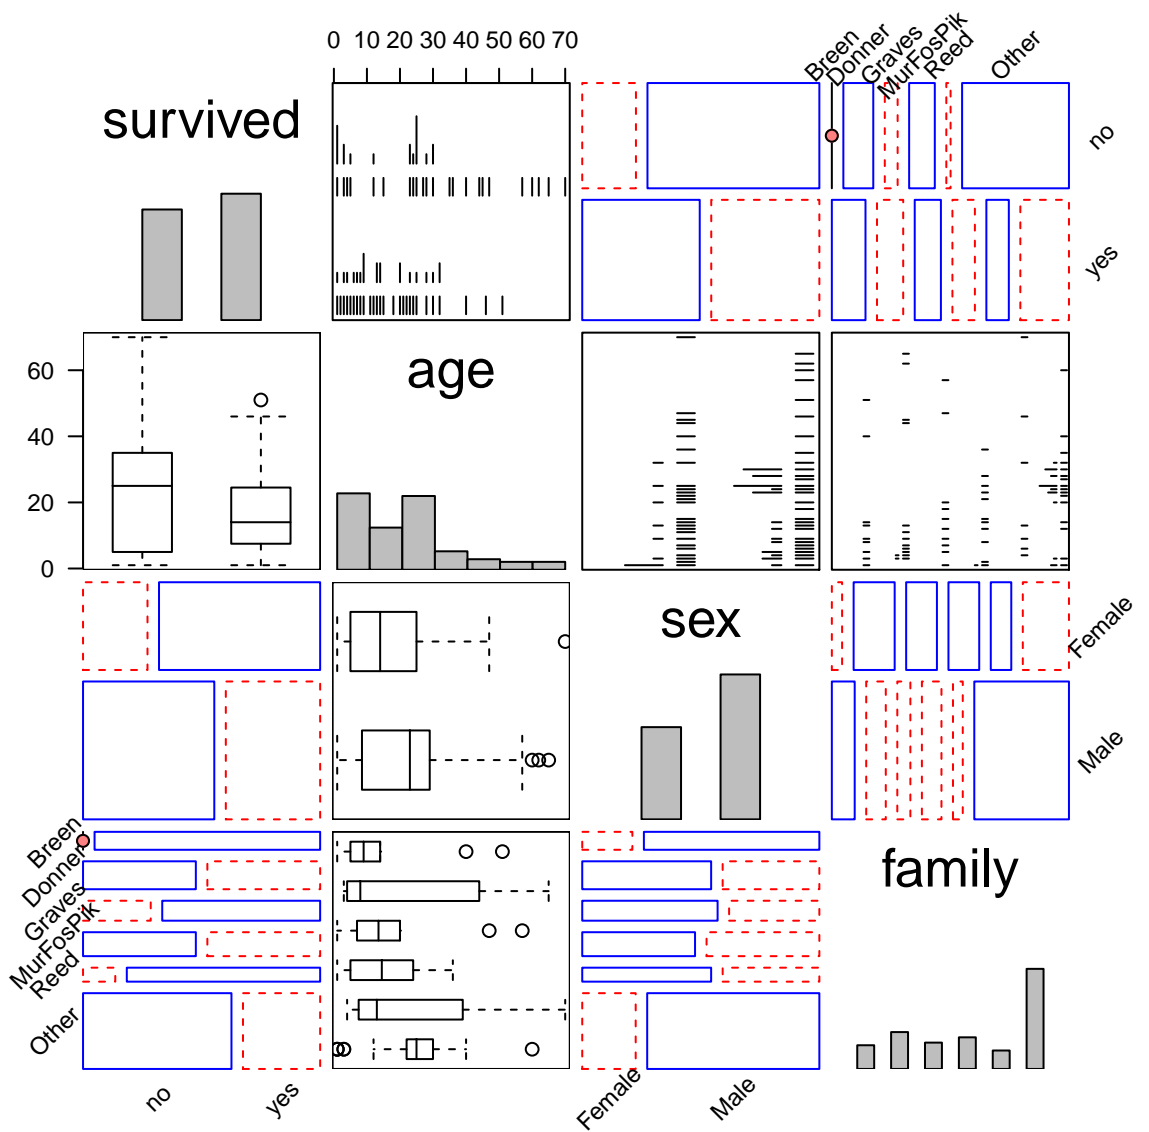 0 10 20 30 40 50 60 70
Breen
Donner
Graves
MurFosPik
Reed
Other
survived
no
yes
age
60
40
20
0
sex
Female
Male
Breen
Donner
Graves
MurFosPik
Reed
Other
family
no
yes
Female
Male